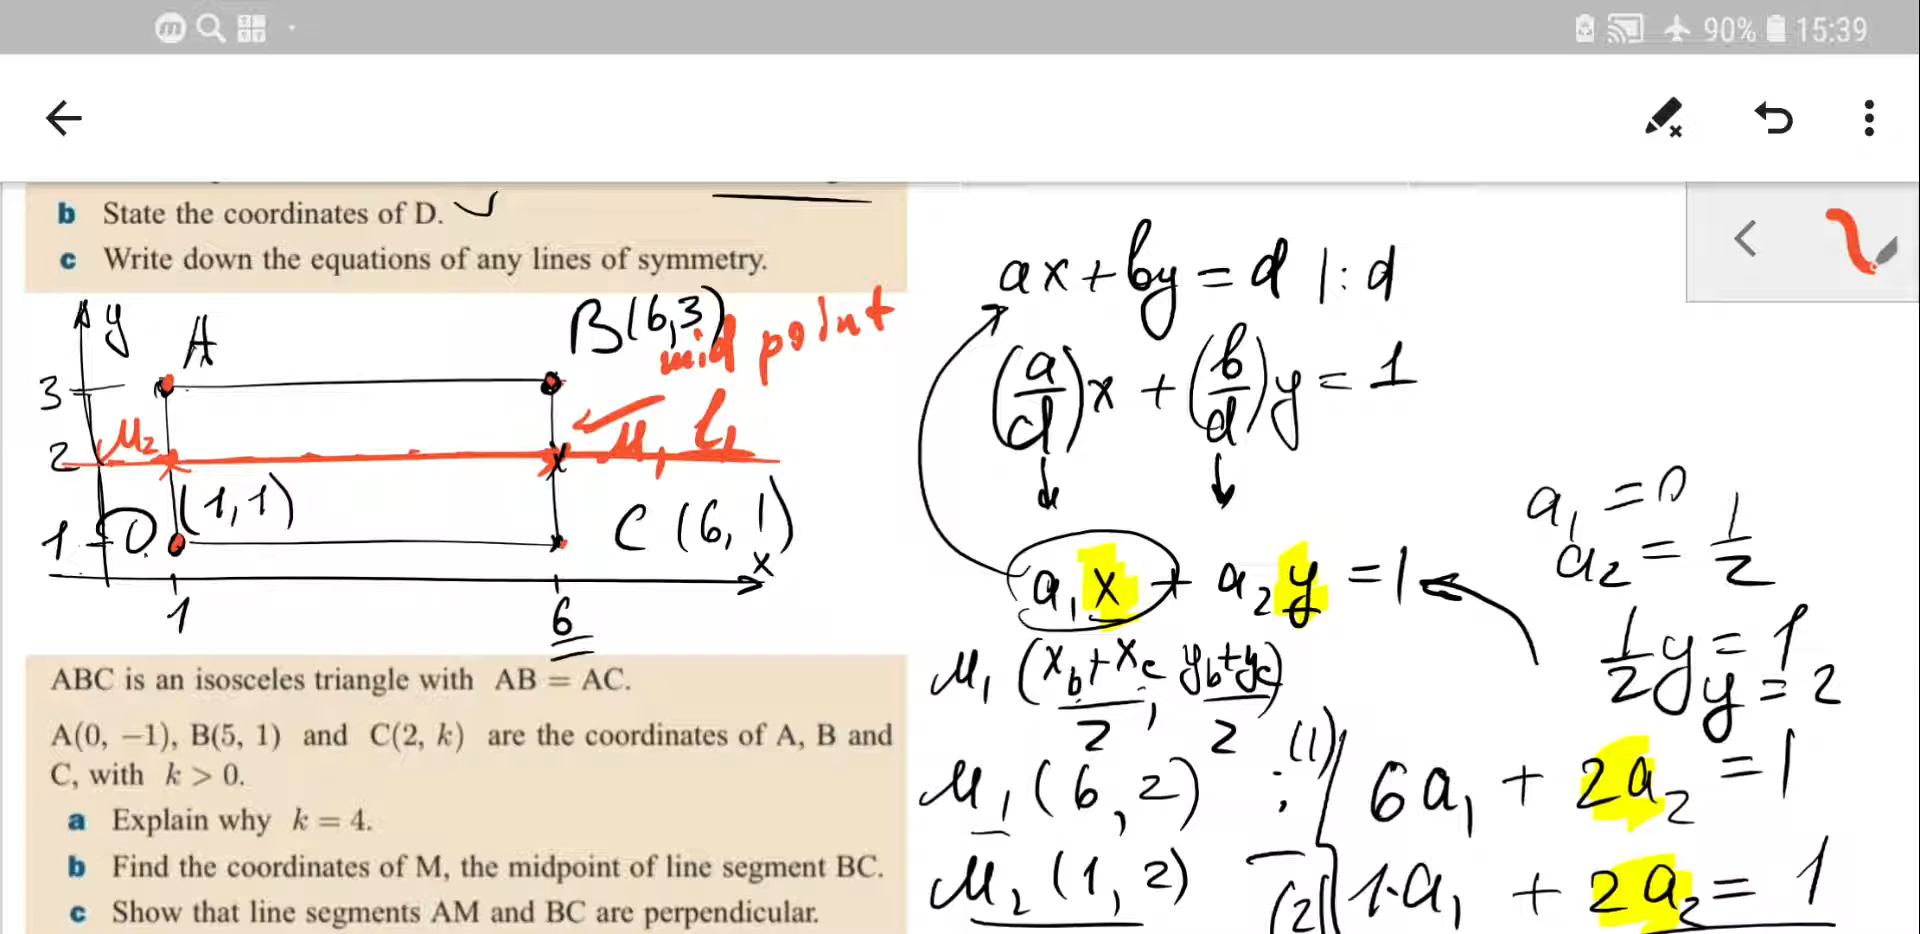 90% 15:39
b State the coordinates of D. ✓
c Write down the equations of any lines of symmetry.
y
A
B(6,3)
mid point
3
2
M₂
M₁ L₁
1
D
(1,1)
C (6,1)
x
1
6
ABC is an isosceles triangle with AB = AC.
A(0, −1), B(5, 1) and C(2, k) are the coordinates of A, B and
C, with k > 0.
a Explain why k = 4.
b Find the coordinates of M, the midpoint of line segment BC.
c Show that line segments AM and BC are perpendicular.
ax + by = d |: d
(a/d)x + (b/d)y = 1
a₁x + a₂y = 1
M₁ (xb+xc/2, yb+yc/2)
M₁(6,2) : (1) 6a₁ + 2a₂ = 1
M₂(1,2) − (2) 1·a₁ + 2a₂ = 1
a₁ = 0
a₂ = 1/2
1/2 y = 1
y = 2